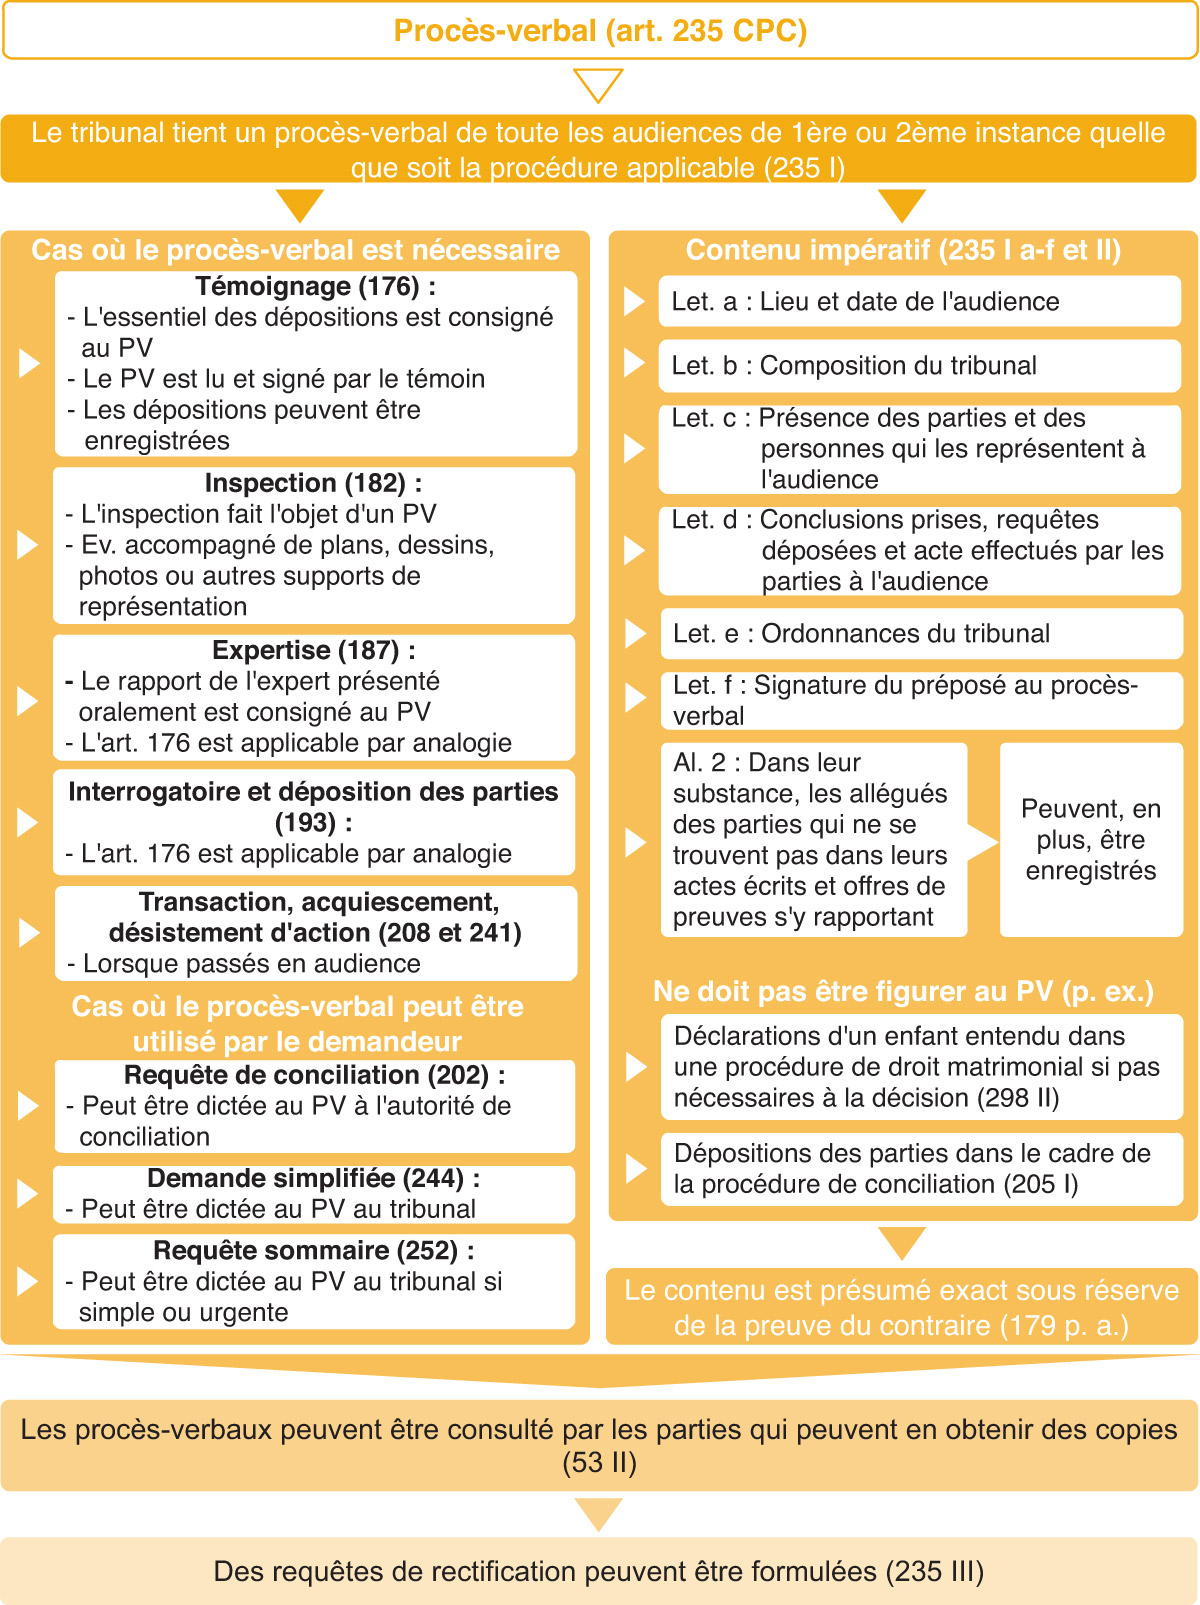 Procès-verbal (art. 235 CPC)
Le tribunal tient un procès-verbal de toute les audiences de 1ère ou 2ème instance quelle
que soit la procédure applicable (235 I)
Cas où le procès-verbal est nécessaire
Témoignage (176) :
- L'essentiel des dépositions est consigné
au PV
- Le PV est lu et signé par le témoin
- Les dépositions peuvent être
enregistrées
Inspection (182) :
- L'inspection fait l'objet d'un PV
- Ev. accompagné de plans, dessins,
photos ou autres supports de
représentation
Expertise (187) :
- Le rapport de l'expert présenté
oralement est consigné au PV
- L'art. 176 est applicable par analogie
Interrogatoire et déposition des parties
(193) :
- L'art. 176 est applicable par analogie
Transaction, acquiescement,
désistement d'action (208 et 241)
- Lorsque passés en audience
Cas où le procès-verbal peut être
utilisé par le demandeur
Requête de conciliation (202) :
- Peut être dictée au PV à l'autorité de
conciliation
Demande simplifiée (244) :
- Peut être dictée au PV au tribunal
Requête sommaire (252) :
- Peut être dictée au PV au tribunal si
simple ou urgente
Contenu impératif (235 I a-f et II)
Let. a : Lieu et date de l'audience
Let. b : Composition du tribunal
Let. c : Présence des parties et des
personnes qui les représentent à
l'audience
Let. d : Conclusions prises, requêtes
déposées et acte effectués par les
parties à l'audience
Let. e : Ordonnances du tribunal
Let. f : Signature du préposé au procès-
verbal
Al. 2 : Dans leur
substance, les allégués
des parties qui ne se
trouvent pas dans leurs
actes écrits et offres de
preuves s'y rapportant
Peuvent, en
plus, être
enregistrés
Ne doit pas être figurer au PV (p. ex.)
Déclarations d'un enfant entendu dans
une procédure de droit matrimonial si pas
nécessaires à la décision (298 II)
Dépositions des parties dans le cadre de
la procédure de conciliation (205 I)
Le contenu est présumé exact sous réserve
de la preuve du contraire (179 p. a.)
Les procès-verbaux peuvent être consulté par les parties qui peuvent en obtenir des copies
(53 II)
Des requêtes de rectification peuvent être formulées (235 III)